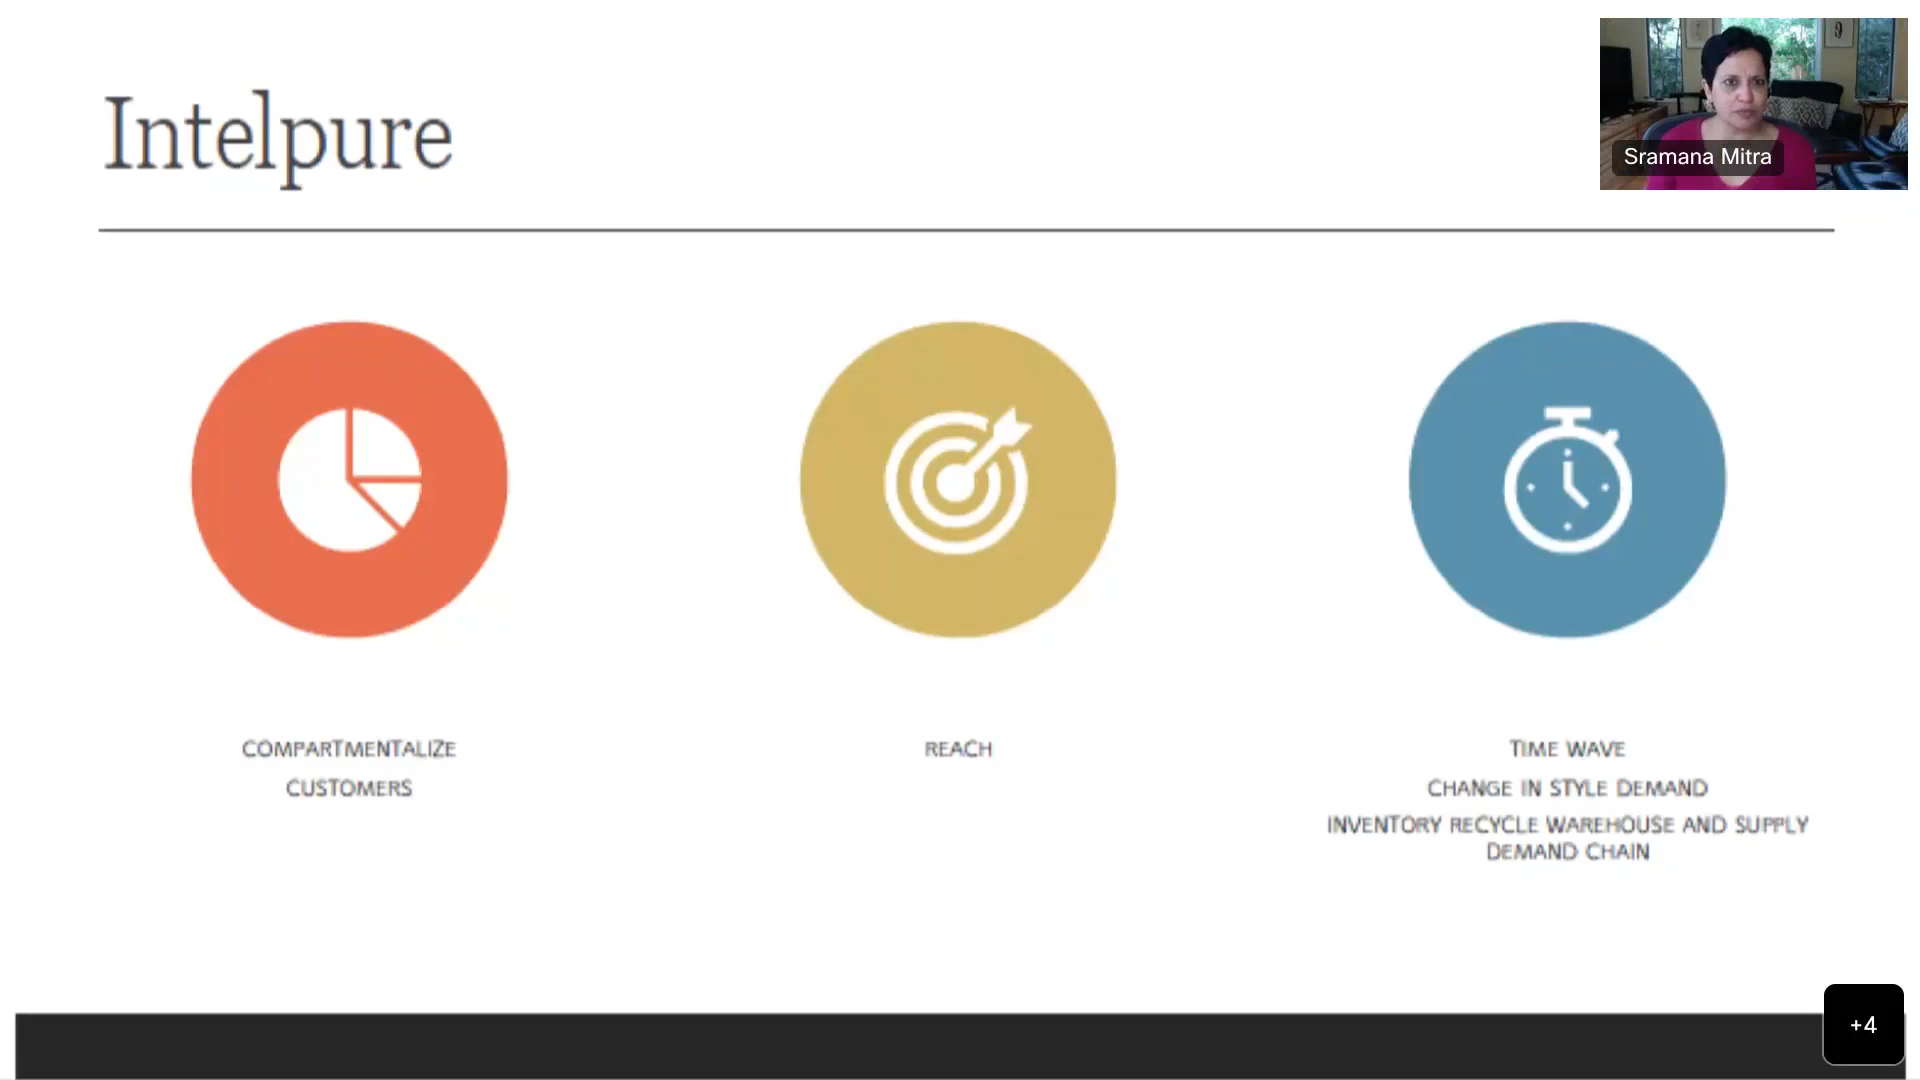 Intelpure
Sramana Mitra
COMPARTMENTALIZE
CUSTOMERS
REACH
TIME WAVE
CHANGE IN STYLE DEMAND
INVENTORY RECYCLE WAREHOUSE AND SUPPLY
DEMAND CHAIN
+4